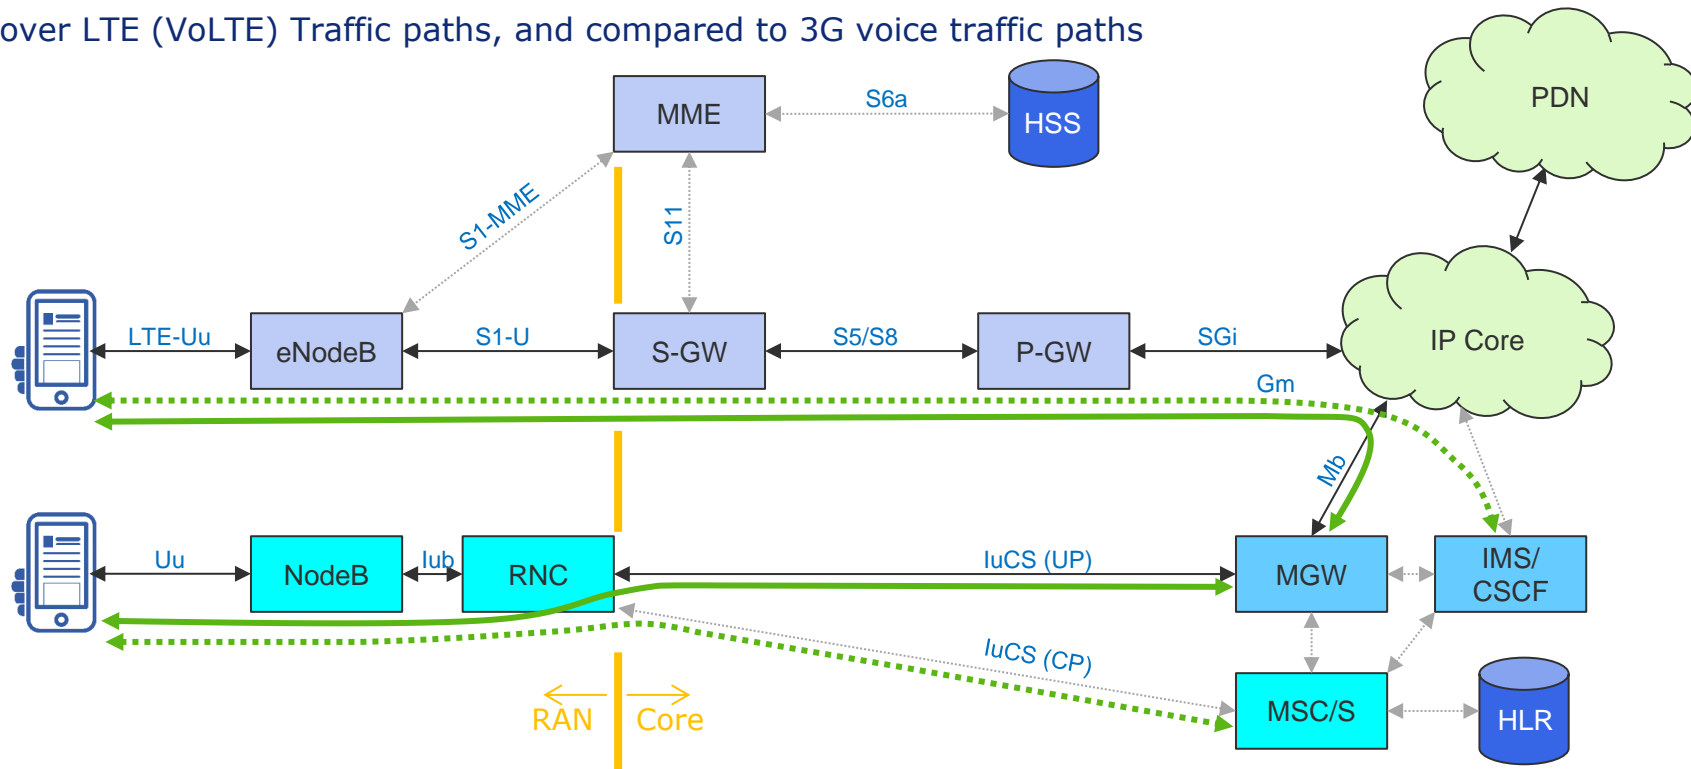 over LTE (VoLTE) Traffic paths, and compared to 3G voice traffic paths
PDN
MME
S6a
HSS
S1-MME
S11
LTE-Uu
eNodeB
S1-U
S-GW
S5/S8
P-GW
SGi
IP Core
Gm
Mb
Uu
NodeB
Iub
RNC
IuCS (UP)
MGW
IMS/
CSCF
IuCS (CP)
RAN
Core
MSC/S
HLR